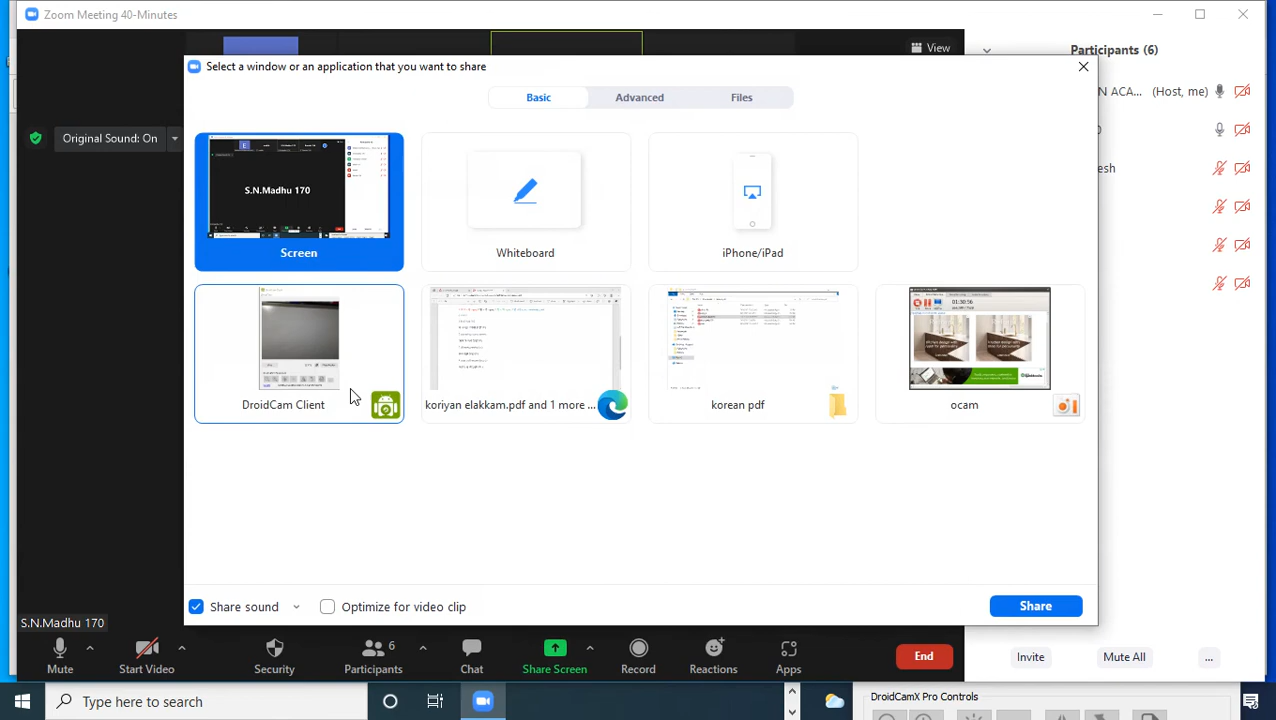 Zoom Meeting 40-Minutes
View
Participants (6)
Select a window or an application that you want to share
Basic
Advanced
Files
N ACA... (Host, me)
Original Sound: On
esh
S.N.Madhu 170
Screen
Whiteboard
iPhone/iPad
DroidCam Client
koriyan elakkam.pdf and 1 more ...
korean pdf
01:30:56
ocam
Share sound
Optimize for video clip
Share
S.N.Madhu 170
Mute
Start Video
Security
6
Participants
Chat
Share Screen
Record
Reactions
Apps
End
Invite
Mute All
...
Type here to search
DroidCamX Pro Controls